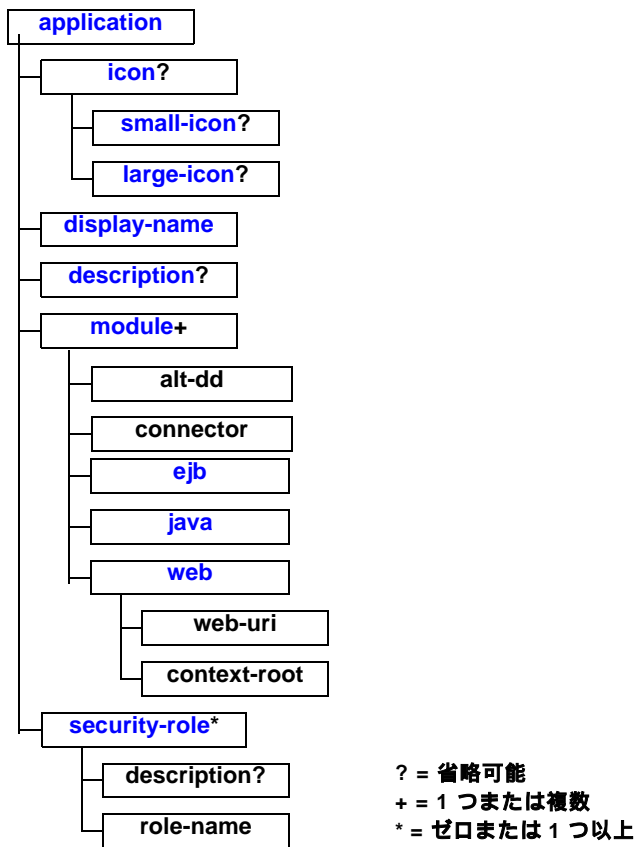 application
icon?
small-icon?
large-icon?
display-name
description?
module+
alt-dd
connector
ejb
java
web
web-uri
context-root
security-role*
description?
role-name
? = 省略可能
+ = 1 つまたは複数
* = ゼロまたは 1 つ以上